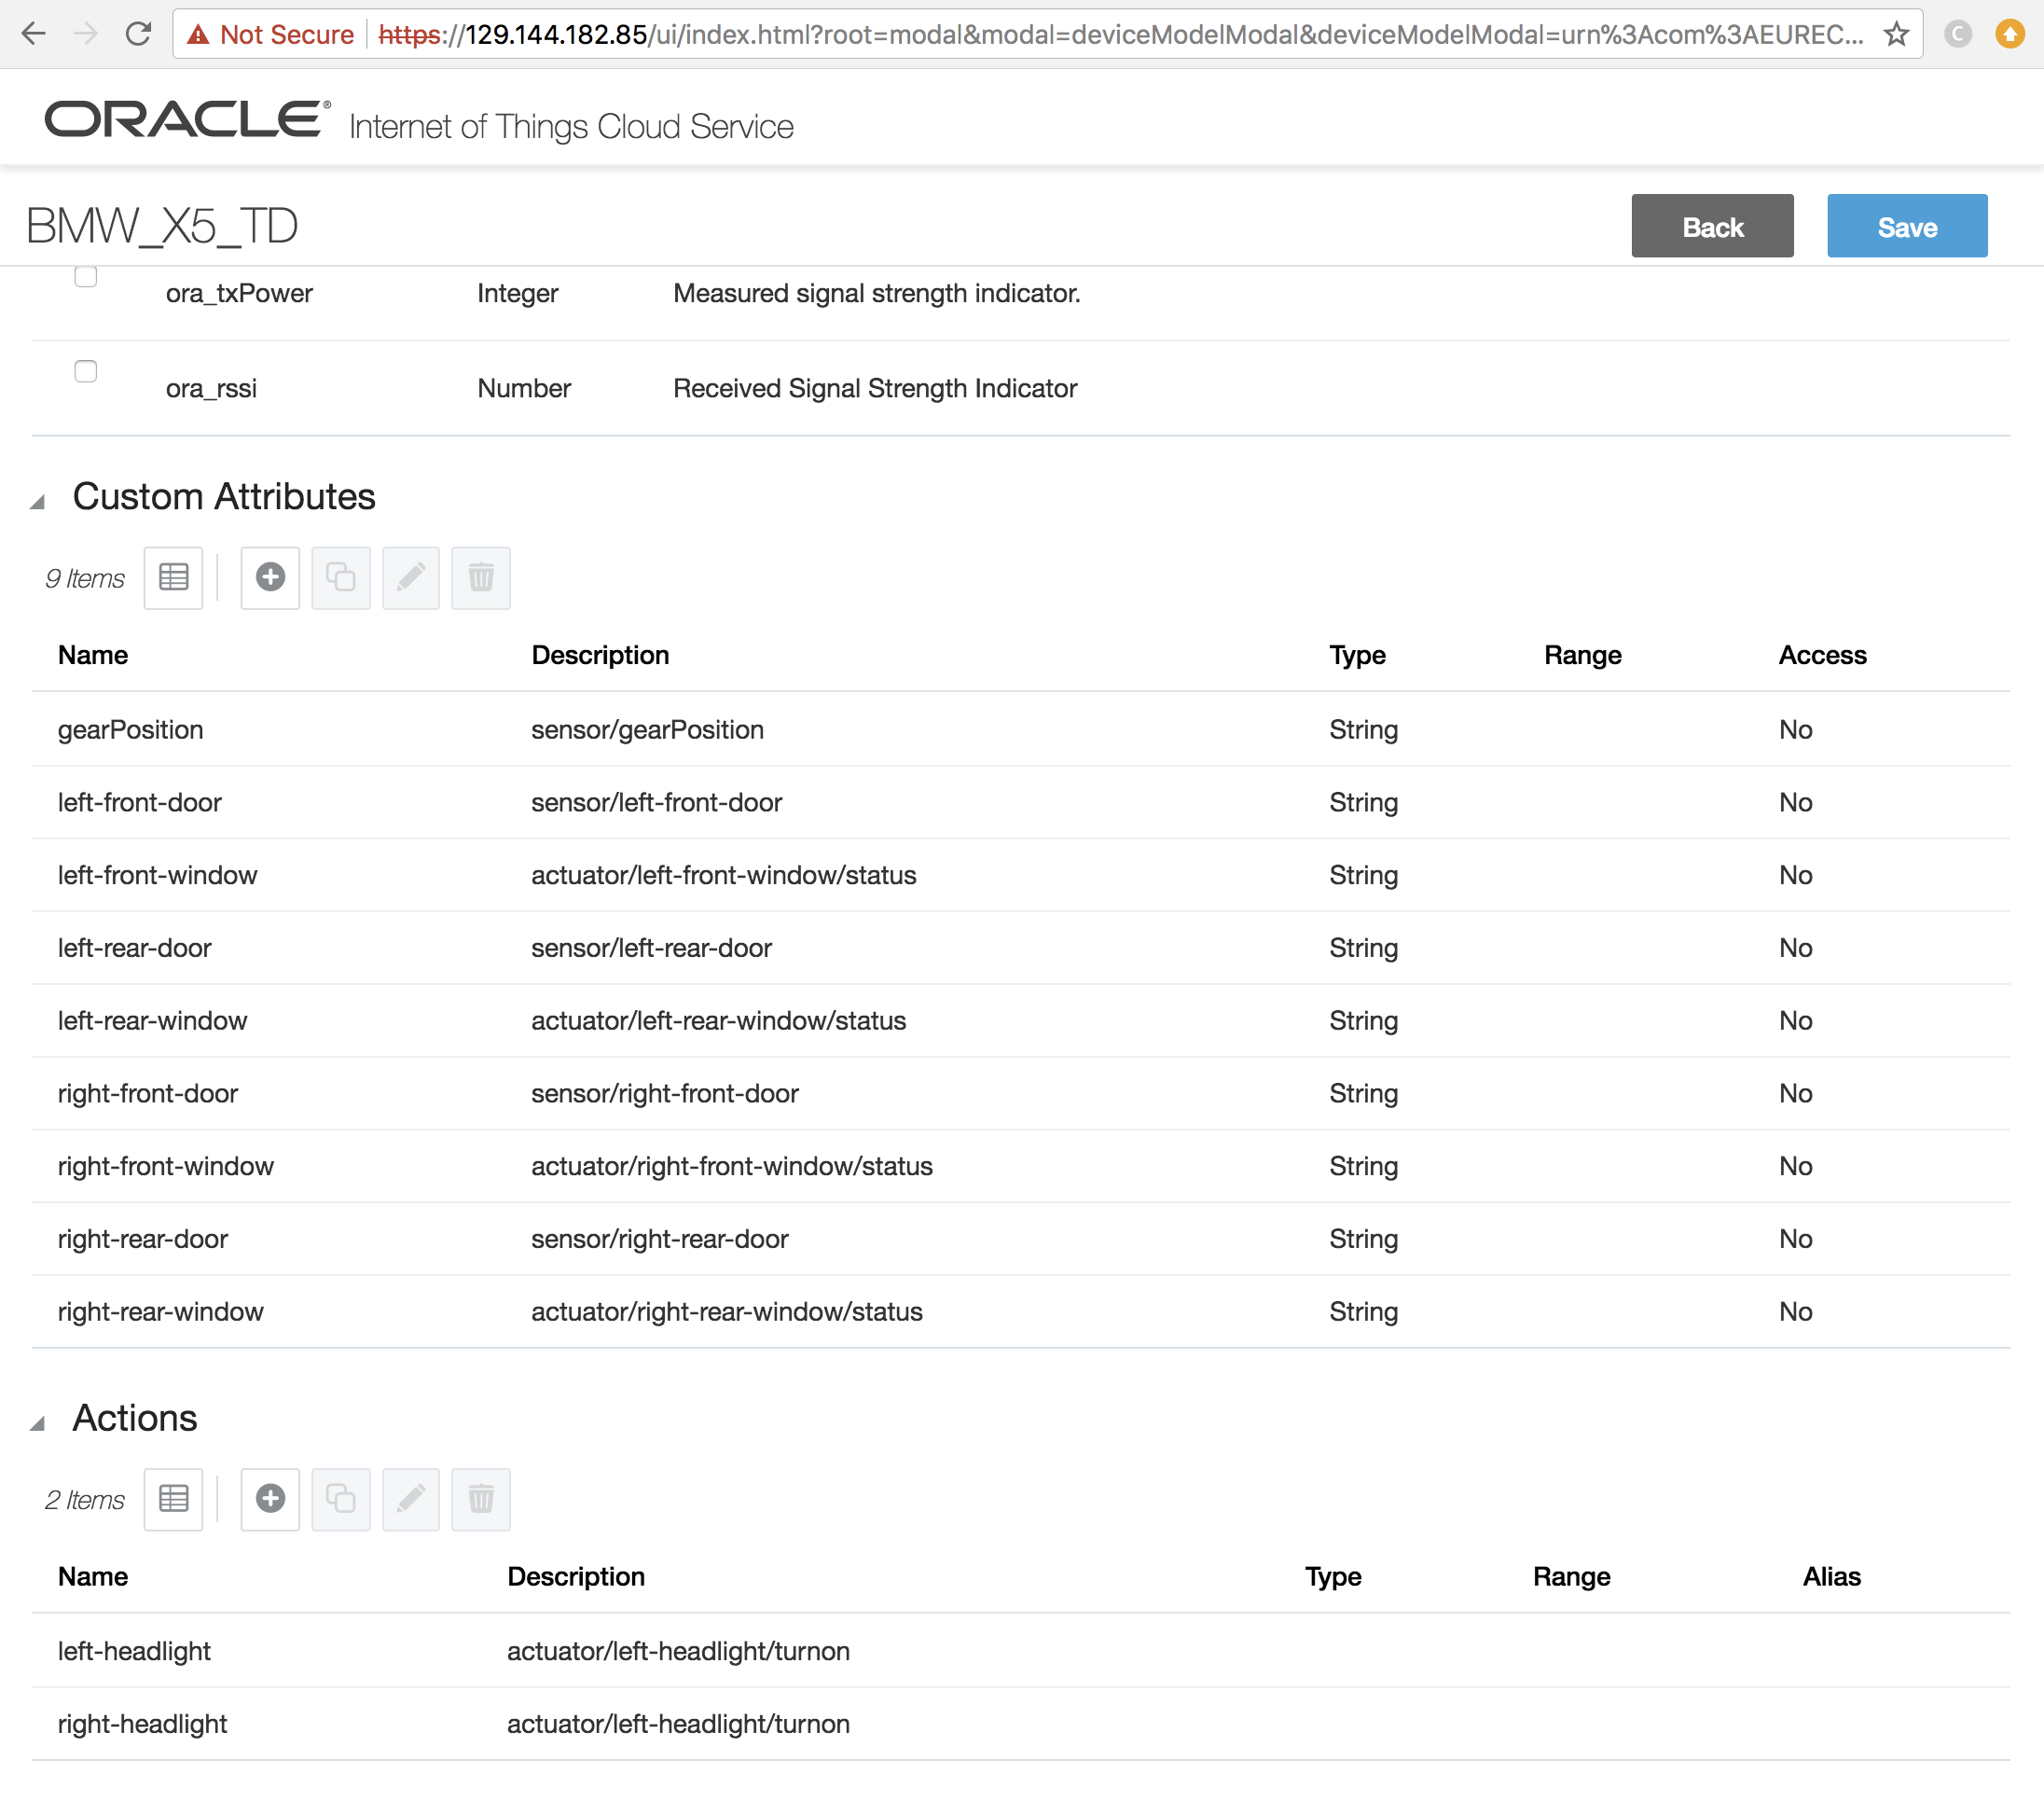 Not Secure https://129.144.182.85/ui/index.html?root=modal&modal=deviceModelModal&deviceModelModal=urn%3Acom%3AEUREC... C
ORACLE® Internet of Things Cloud Service
BMW_X5_TD Back Save
ora_txPower Integer Measured signal strength indicator.
ora_rssi Number Received Signal Strength Indicator
Custom Attributes
9 Items
Name Description Type Range Access
gearPosition sensor/gearPosition String No
left-front-door sensor/left-front-door String No
left-front-window actuator/left-front-window/status String No
left-rear-door sensor/left-rear-door String No
left-rear-window actuator/left-rear-window/status String No
right-front-door sensor/right-front-door String No
right-front-window actuator/right-front-window/status String No
right-rear-door sensor/right-rear-door String No
right-rear-window actuator/right-rear-window/status String No
Actions
2 Items
Name Description Type Range Alias
left-headlight actuator/left-headlight/turnon
right-headlight actuator/left-headlight/turnon